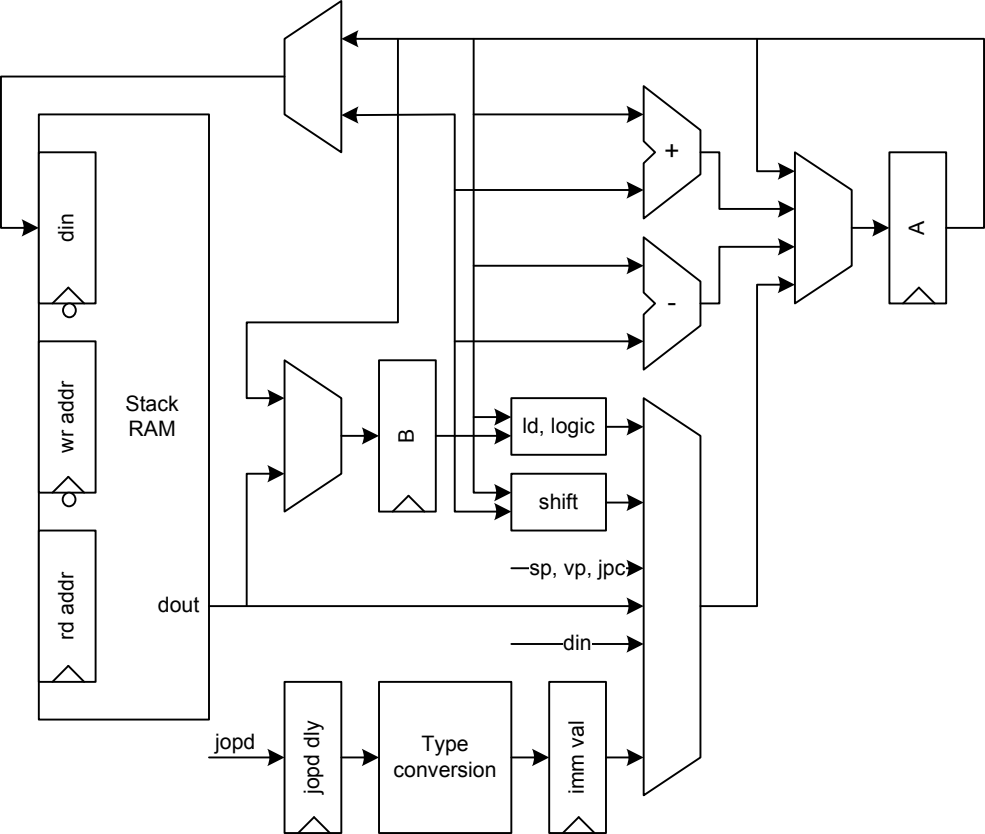 din
wr addr
Stack
RAM
rd addr
dout
+
-
A
B
ld, logic
shift
sp, vp, jpc
din
jopd
jopd dly
Type
conversion
imm val